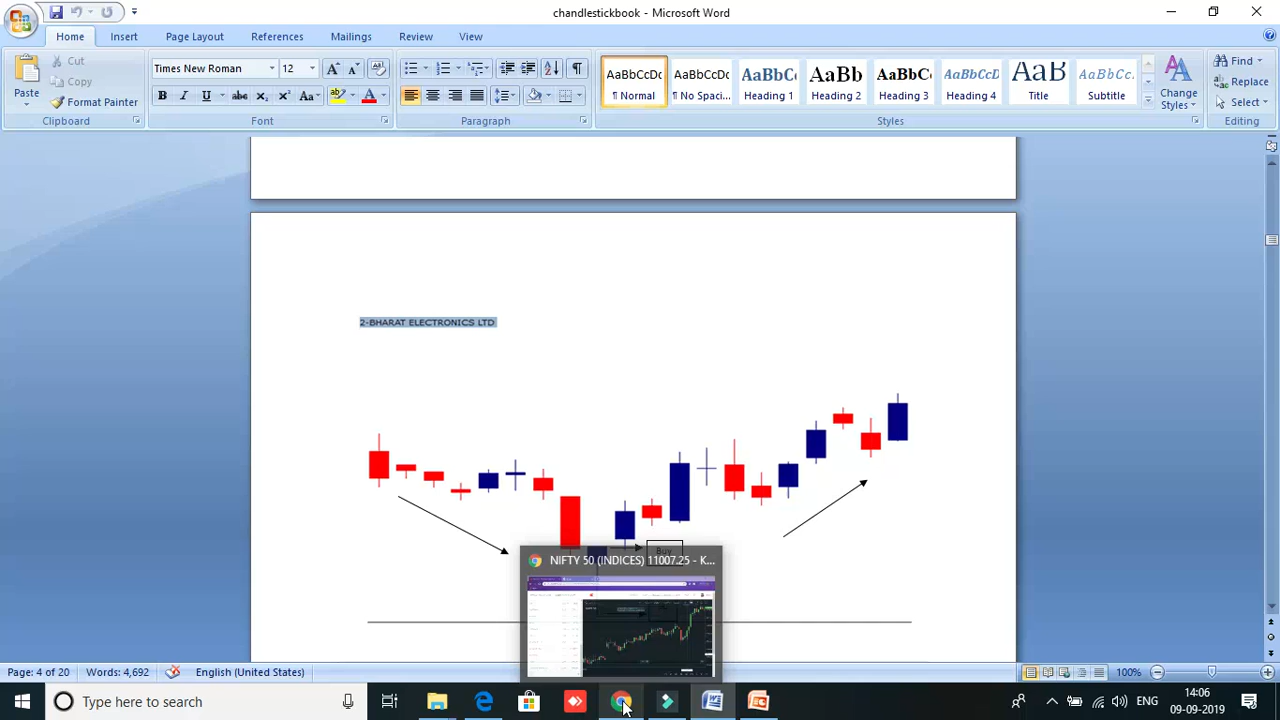 chandlestickbook - Microsoft Word
Home Insert Page Layout References Mailings Review View
Paste Cut Copy Format Painter
Times New Roman 12
AaBbCcDc AaBbCcDc AaBbC AaBb AaBbC AaBbCcD AaB AaBbCcDc
¶ Normal ¶ No Spaci... Heading 1 Heading 2 Heading 3 Heading 4 Title Subtitle
Change Styles
Find Replace Select
Clipboard Font Paragraph Styles Editing
2-BHARAT ELECTRONICS LTD
Buy
NIFTY 50 (INDICES) 11007.25 - K...
Page: 4 of 20 Words: 4,692 English (United States) 100%
Type here to search
ENG 14:06
09-09-2019